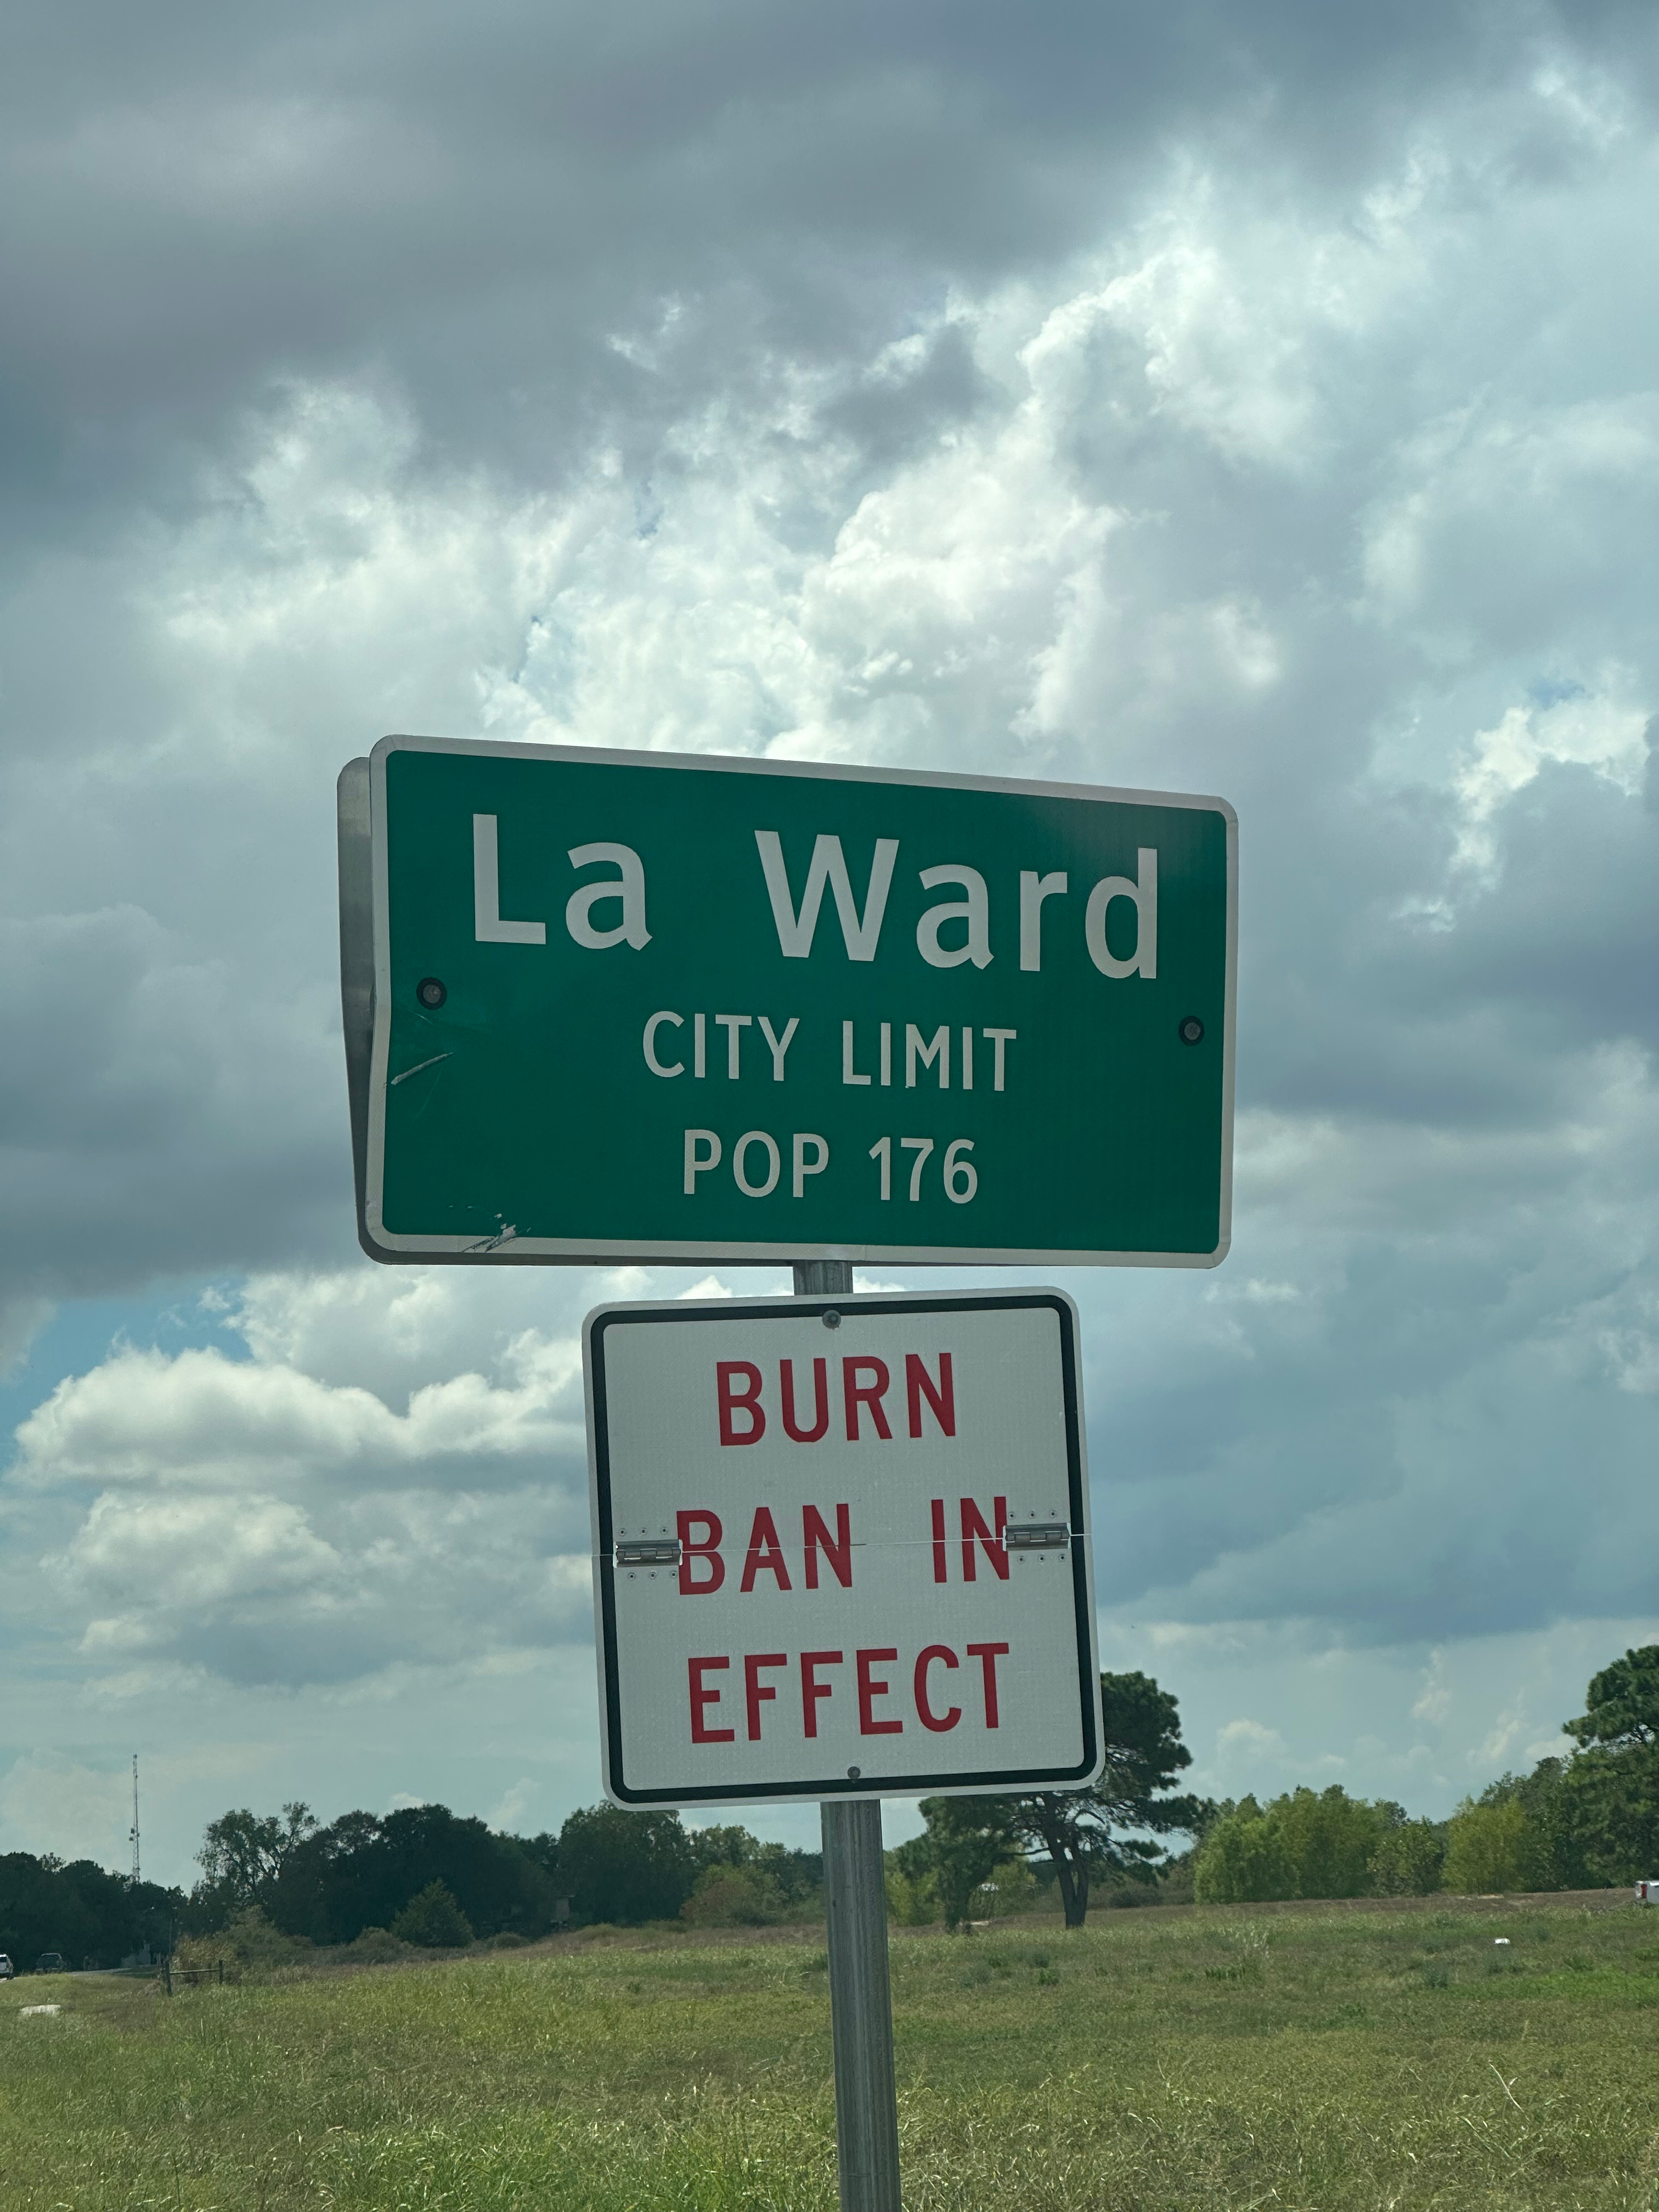 La Ward
CITY LIMIT
POP 176
BURN
BAN IN
EFFECT